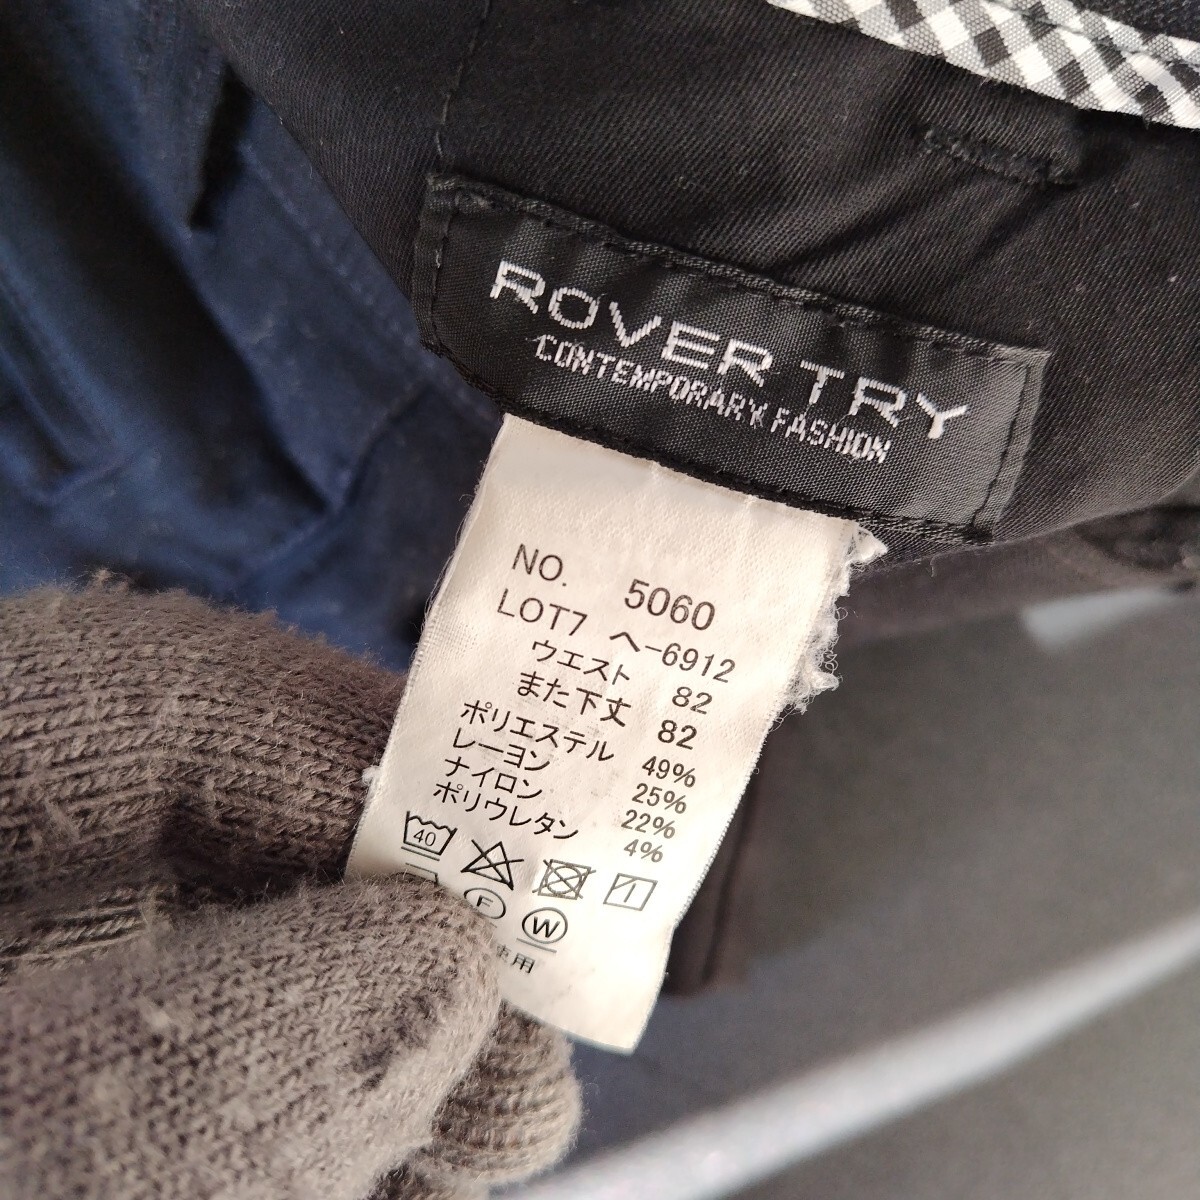 ROVER TRY
CONTEMPORARY FASHION
NO. 5060
LOT7 ヘ-6912
ウエスト 82
また下丈 82
ポリエステル 49%
レーヨン 25%
ナイロン 22%
ポリウレタン 4%
40
F W
使用